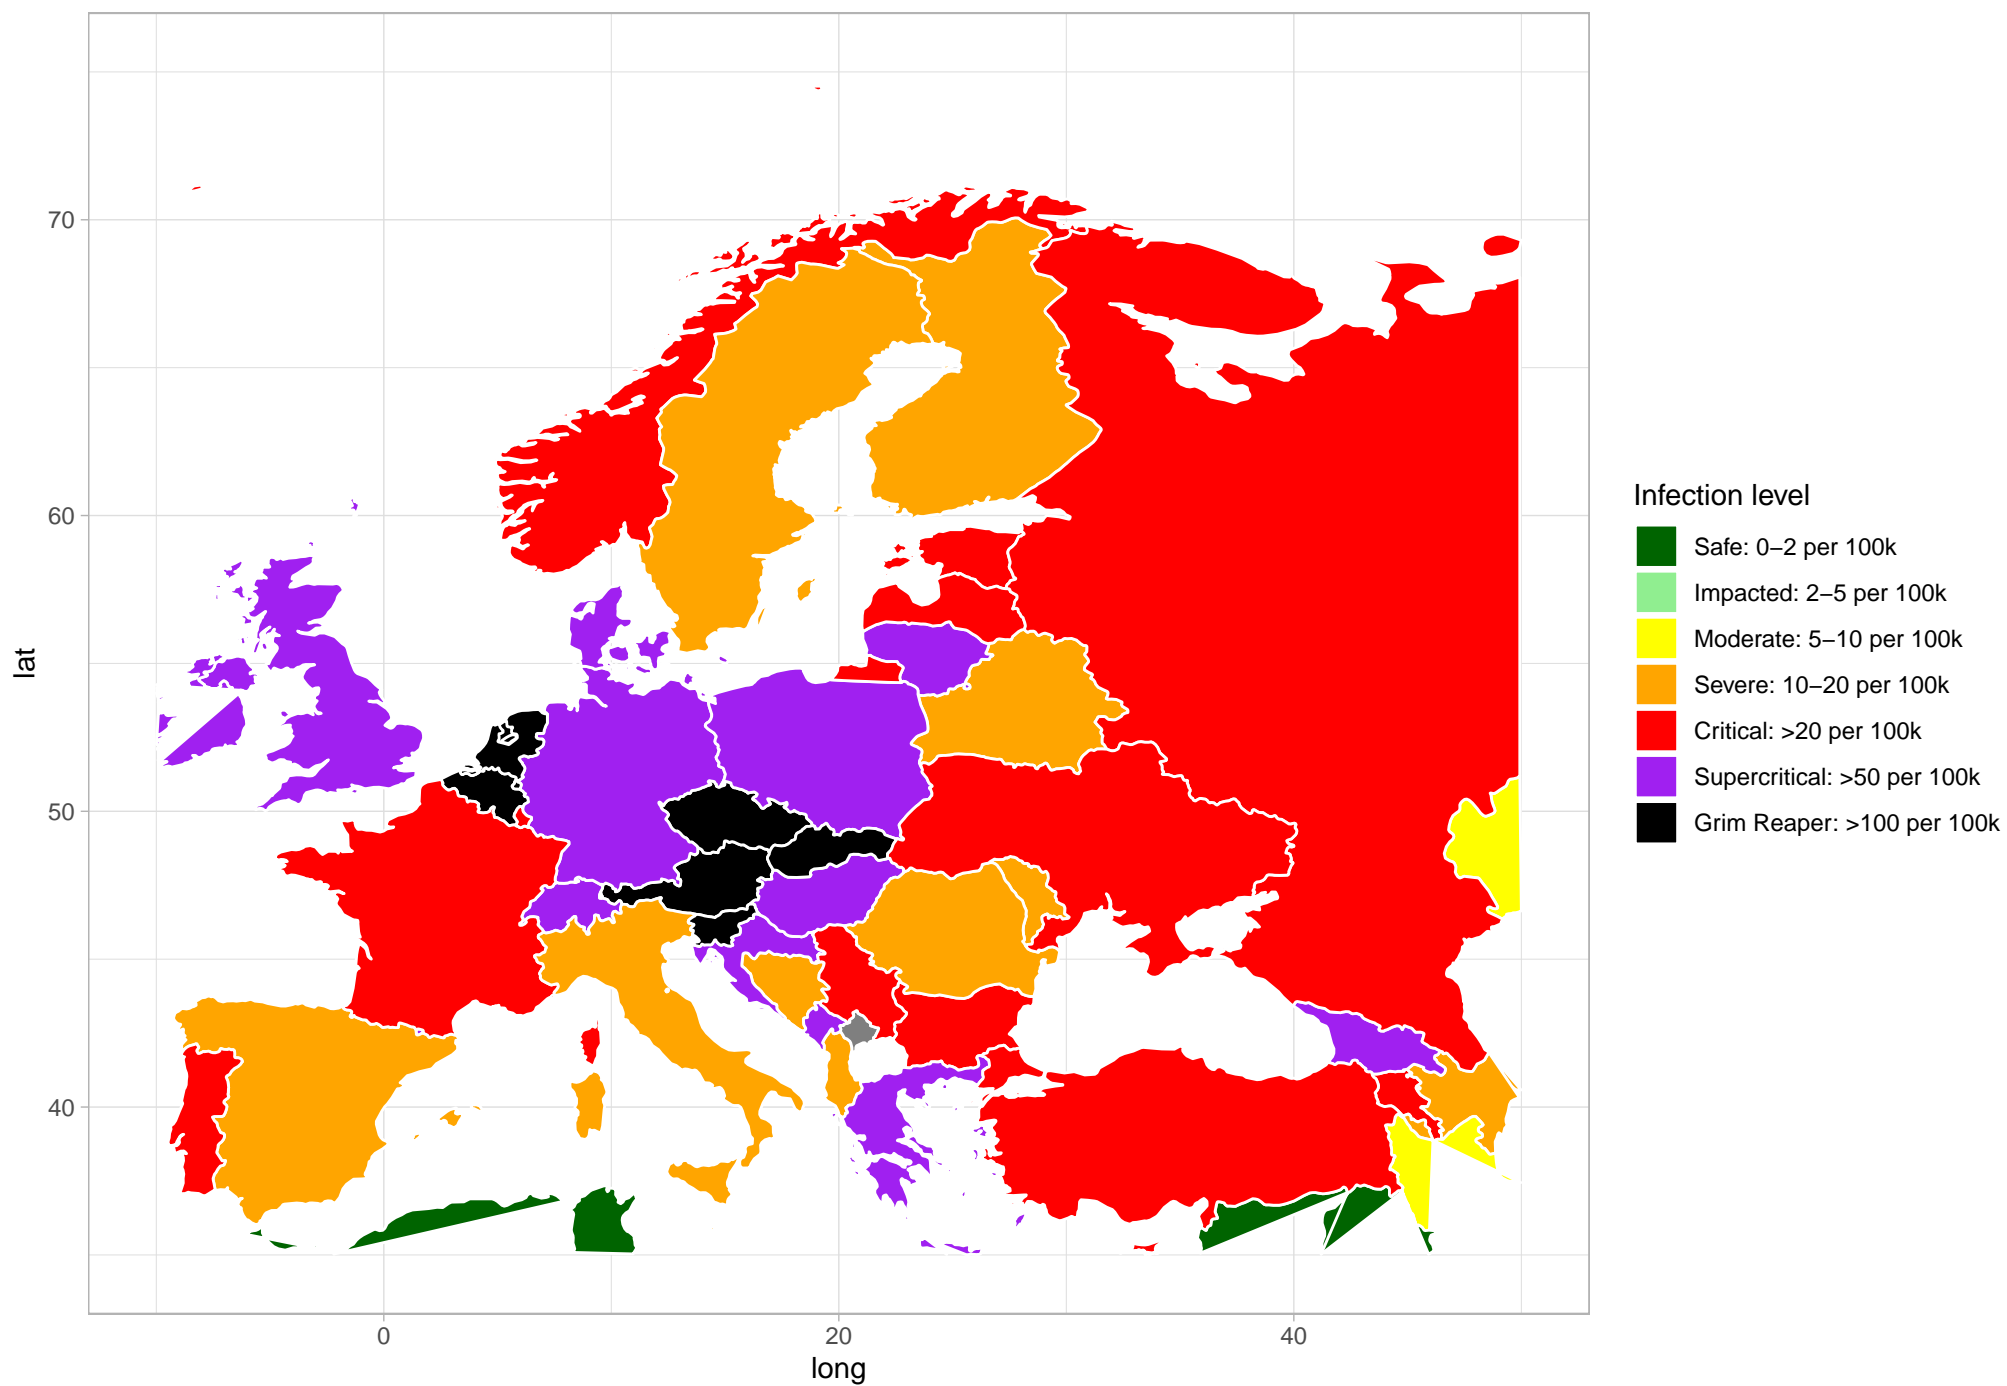 70
60
50
40
lat
0
20
40
long
Infection level
Safe: 0–2 per 100k
Impacted: 2–5 per 100k
Moderate: 5–10 per 100k
Severe: 10–20 per 100k
Critical: >20 per 100k
Supercritical: >50 per 100k
Grim Reaper: >100 per 100k